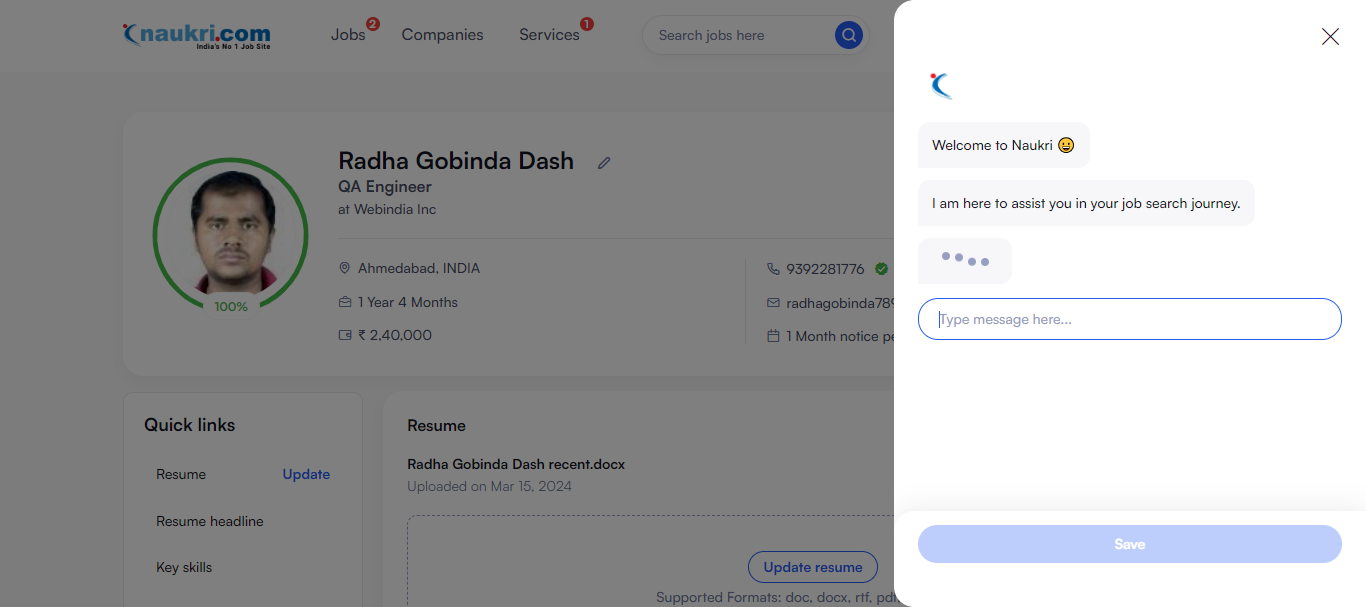 naukri.com
India's No 1 Job Site
Jobs 2
Companies
Services 1
Search jobs here
Radha Gobinda Dash
QA Engineer
at Webindia Inc
Ahmedabad, INDIA
1 Year 4 Months
₹ 2,40,000
9392281776
radhagobinda789
1 Month notice pe
100%
Quick links
Resume Update
Resume headline
Key skills
Resume
Radha Gobinda Dash recent.docx
Uploaded on Mar 15, 2024
Update resume
Supported Formats: doc, docx, rtf, pdf
Welcome to Naukri 😀
I am here to assist you in your job search journey.
Type message here...
Save